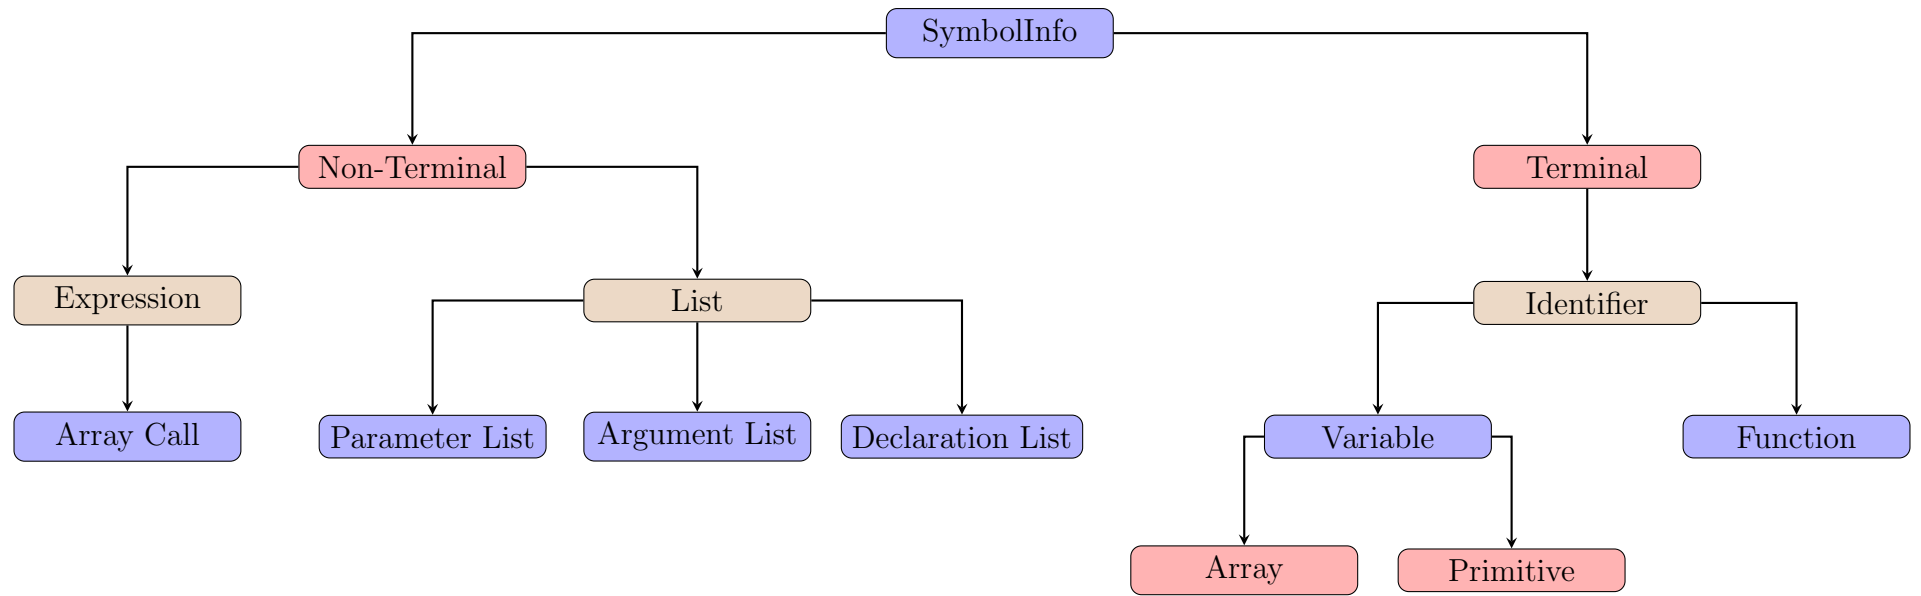 SymbolInfo
Non-Terminal
Terminal
Expression
List
Identifier
Array Call
Parameter List
Argument List
Declaration List
Variable
Function
Array
Primitive